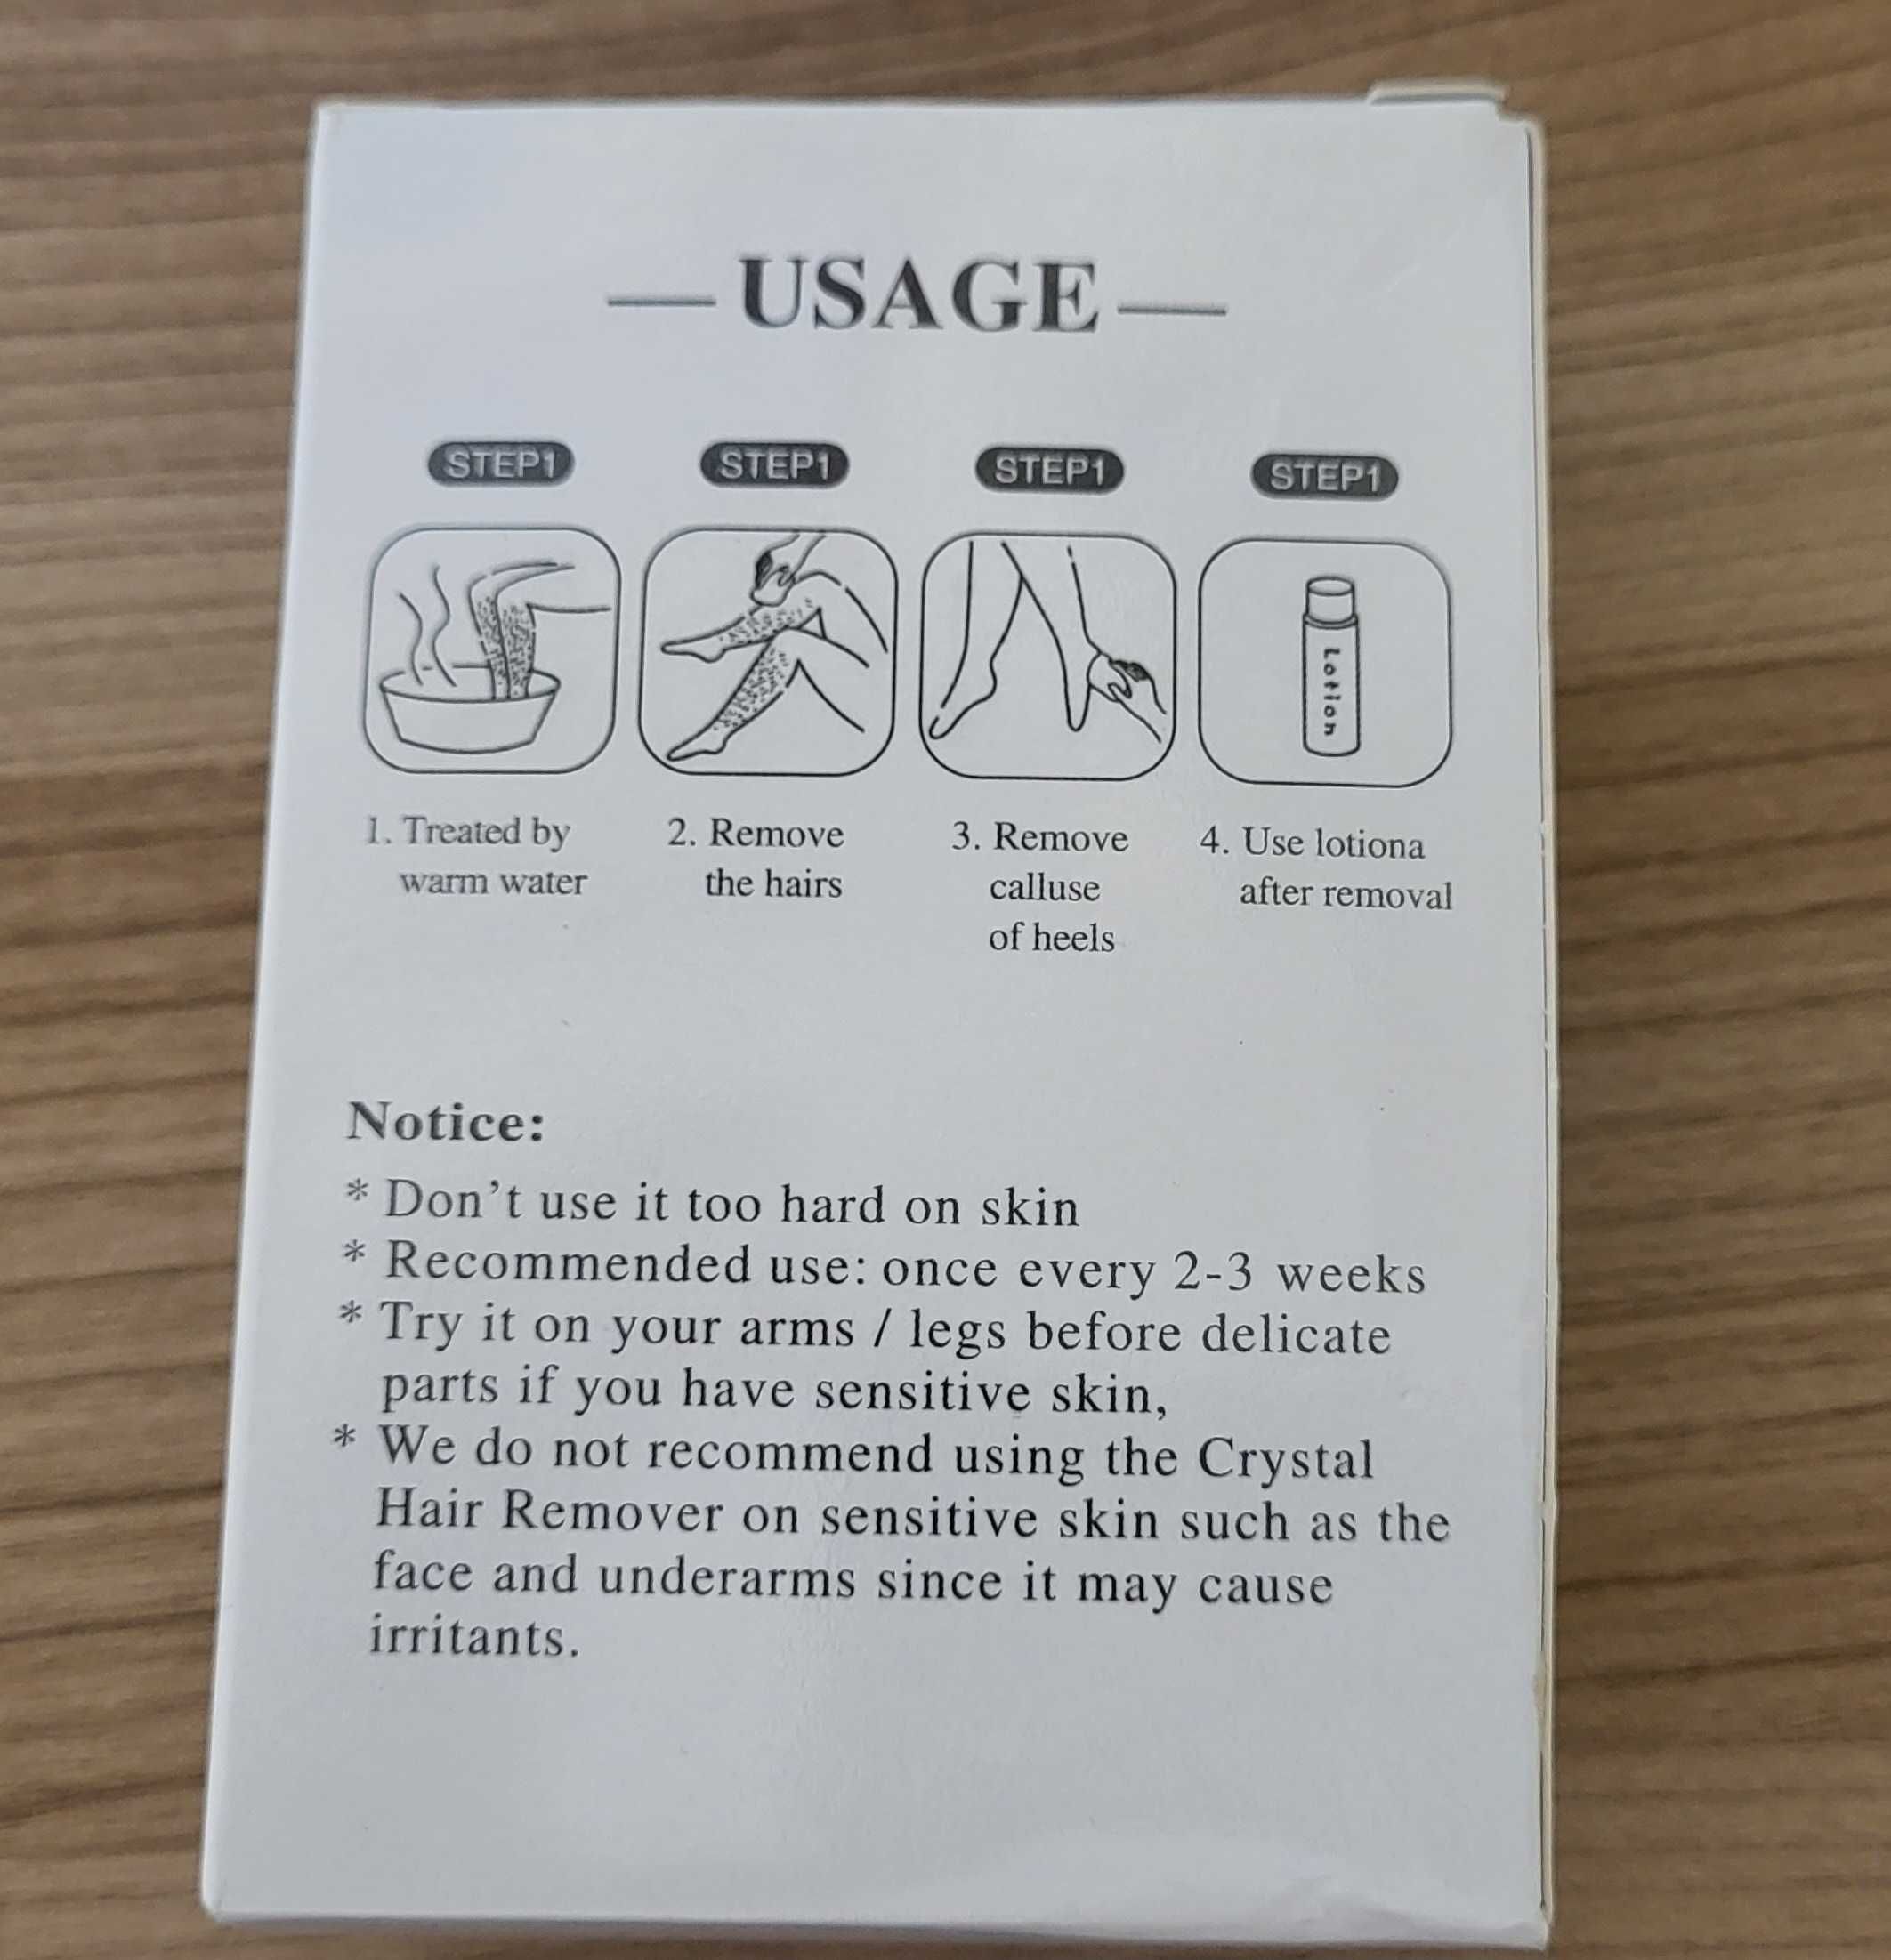 — USAGE —
STEP1 STEP1 STEP1 STEP1
Lotion
1. Treated by
warm water
2. Remove
the hairs
3. Remove
calluse
of heels
4. Use lotiona
after removal
Notice:
* Don't use it too hard on skin
* Recommended use: once every 2-3 weeks
* Try it on your arms / legs before delicate
parts if you have sensitive skin,
* We do not recommend using the Crystal
Hair Remover on sensitive skin such as the
face and underarms since it may cause
irritants.